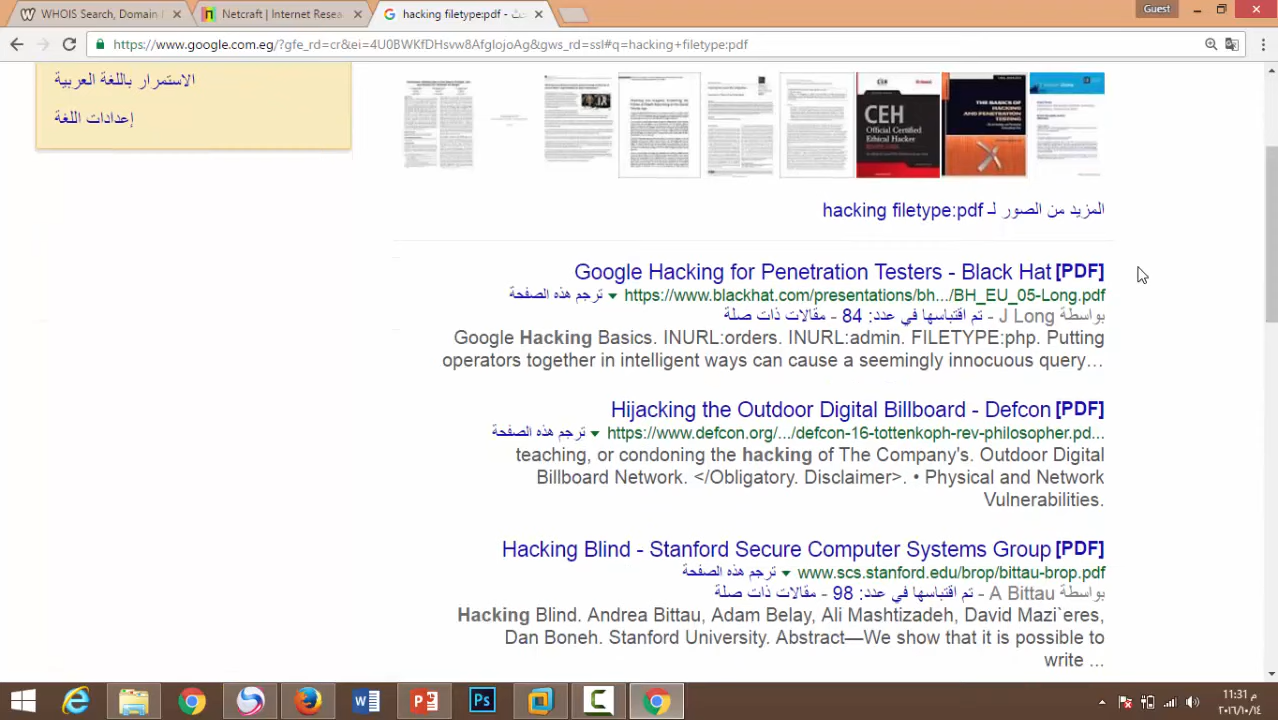 WHOIS Search, Domain
Netcraft | Internet Resea
hacking filetype:pdf -
Guest
https://www.google.com.eg/?gfe_rd=cr&ei=4U0BWKfDHsvw8AfgIojoAg&gws_rd=ssl#q=hacking+filetype:pdf
الاستمرار باللغة العربية
إعدادات اللغة
CEH
Official Certified
Ethical Hacker
THE BASICS OF
HACKING
AND PENETRATION
TESTING
المزيد من الصور لـ hacking filetype:pdf
[PDF] Google Hacking for Penetration Testers - Black Hat
https://www.blackhat.com/presentations/bh.../BH_EU_05-Long.pdf ترجم هذه الصفحة
بواسطة J Long - تم اقتباسها في عدد: 84 - مقالات ذات صلة
Google Hacking Basics. INURL:orders. INURL:admin. FILETYPE:php. Putting
operators together in intelligent ways can cause a seemingly innocuous query...
[PDF] Hijacking the Outdoor Digital Billboard - Defcon
https://www.defcon.org/.../defcon-16-tottenkoph-rev-philosopher.pd... ترجم هذه الصفحة
teaching, or condoning the hacking of The Company's. Outdoor Digital
Billboard Network. </Obligatory. Disclaimer>. • Physical and Network
Vulnerabilities.
[PDF] Hacking Blind - Stanford Secure Computer Systems Group
www.scs.stanford.edu/brop/bittau-brop.pdf ترجم هذه الصفحة
بواسطة A Bittau - تم اقتباسها في عدد: 98 - مقالات ذات صلة
Hacking Blind. Andrea Bittau, Adam Belay, Ali Mashtizadeh, David Mazi`eres,
Dan Boneh. Stanford University. Abstract—We show that it is possible to
write ...
11:31 م
٢٠١٦/١٠/١٤